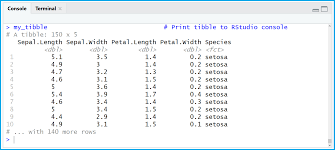 Console Terminal ×
> my_tibble # Print tibble to RStudio console
# A tibble: 150 x 5
Sepal.Length Sepal.Width Petal.Length Petal.Width Species
<dbl> <dbl> <dbl> <dbl> <fct>
1 5.1 3.5 1.4 0.2 setosa
2 4.9 3 1.4 0.2 setosa
3 4.7 3.2 1.3 0.2 setosa
4 4.6 3.1 1.5 0.2 setosa
5 5 3.6 1.4 0.2 setosa
6 5.4 3.9 1.7 0.4 setosa
7 4.6 3.4 1.4 0.3 setosa
8 5 3.4 1.5 0.2 setosa
9 4.4 2.9 1.4 0.2 setosa
10 4.9 3.1 1.5 0.1 setosa
# ... with 140 more rows
>